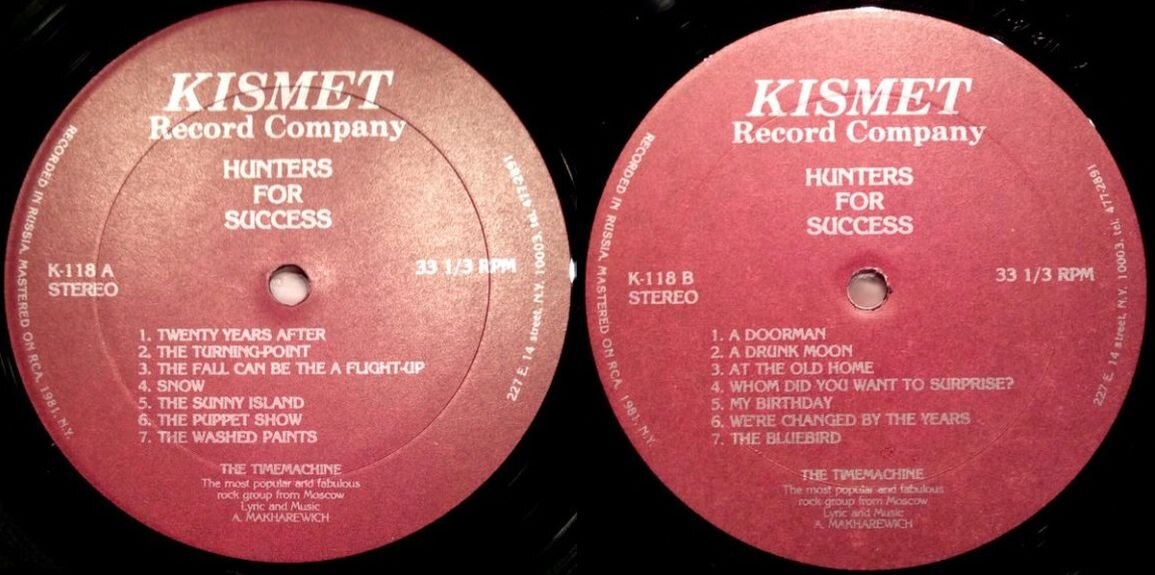 KISMET
Record Company
HUNTERS
FOR
SUCCESS
RECORDED IN RUSSIA, MASTERED ON RCA, 1981, N.Y.
227 E. 14 street, N.Y. 10003, tel. 477-2891
K-118 A
STEREO
33 1/3 RPM
1. TWENTY YEARS AFTER
2. THE TURNING-POINT
3. THE FALL CAN BE THE A FLIGHT-UP
4. SNOW
5. THE SUNNY ISLAND
6. THE PUPPET SHOW
7. THE WASHED PAINTS
THE TIMEMACHINE
The most popular and fabulous
rock group from Moscow
Lyric and Music
A. MAKHAREWICH
KISMET
Record Company
HUNTERS
FOR
SUCCESS
RECORDED IN RUSSIA, MASTERED ON RCA, 1981, N.Y.
227 E. 14 street, N.Y. 10003, tel. 477-2891
K-118 B
STEREO
33 1/3 RPM
1. A DOORMAN
2. A DRUNK MOON
3. AT THE OLD HOME
4. WHOM DID YOU WANT TO SURPRISE?
5. MY BIRTHDAY
6. WE'RE CHANGED BY THE YEARS
7. THE BLUEBIRD
THE TIMEMACHINE
The most popular and fabulous
rock group from Moscow
Lyric and Music
A. MAKHAREWICH